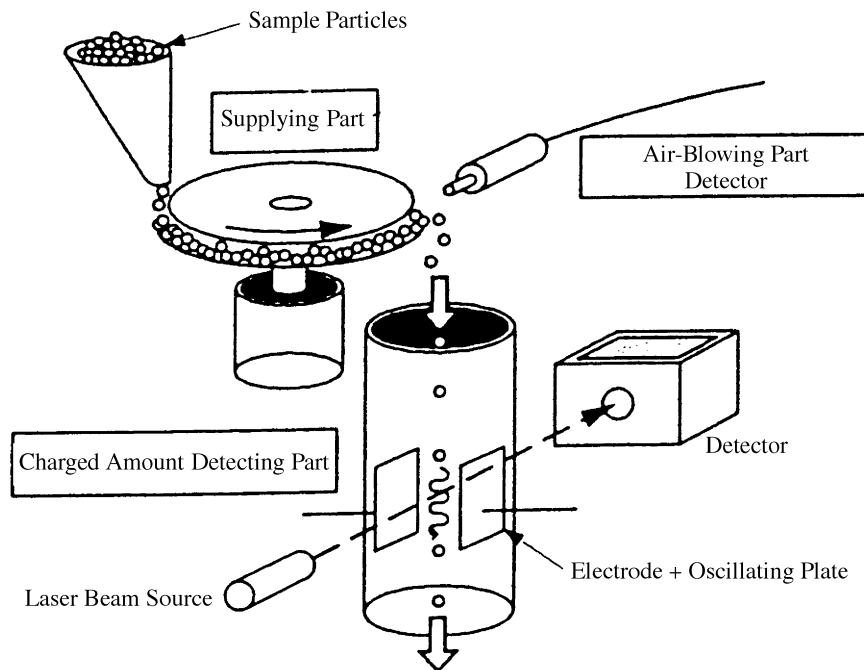 Sample Particles
Supplying Part
Air-Blowing Part
Detector
Charged Amount Detecting Part
Detector
Electrode + Oscillating Plate
Laser Beam Source